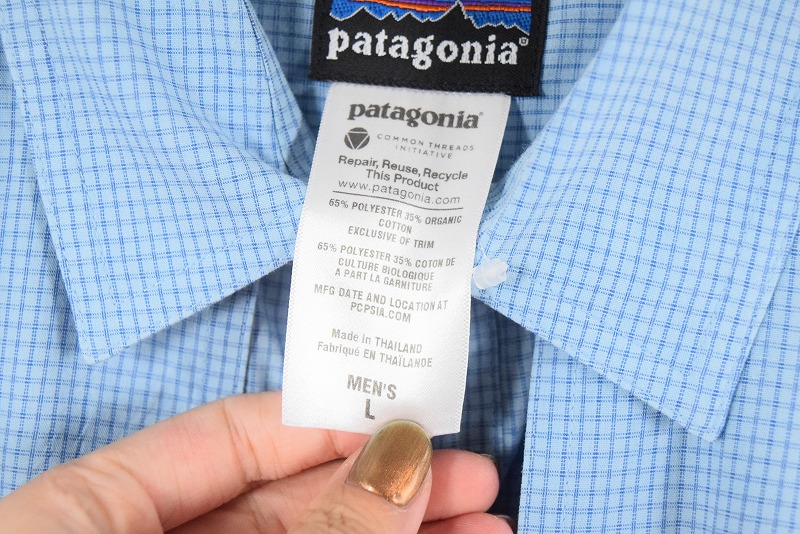 patagonia®
patagonia®
COMMON THREADS
INITIATIVE
Repair, Reuse, Recycle
This Product
www.patagonia.com
65% POLYESTER 35% ORGANIC
COTTON
EXCLUSIVE OF TRIM
65% POLYESTER 35% COTON DE
CULTURE BIOLOGIQUE
A PART LA GARNITURE
MFG DATE AND LOCATION AT
PCPSIA.COM
Made in THAILAND
Fabriqué EN THAÏLANDE
MEN'S
L